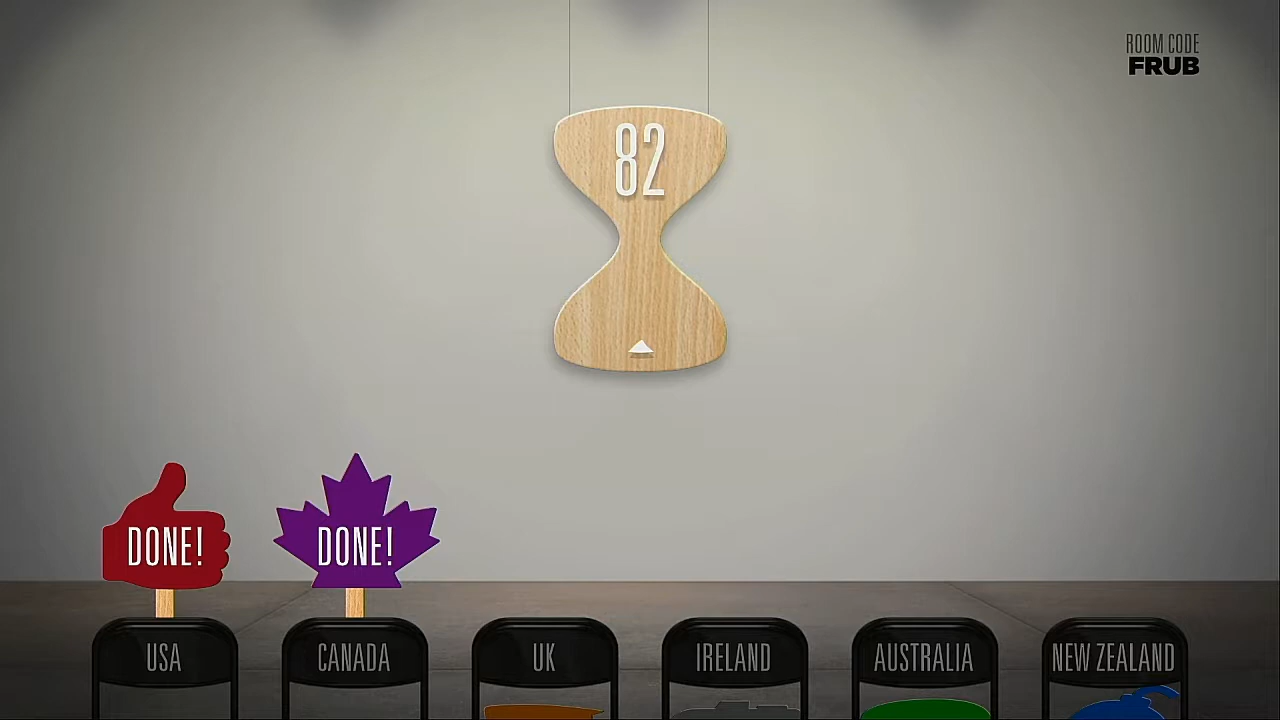 ROOM CODE
FRUB
82
DONE!
DONE!
USA
CANADA
UK
IRELAND
AUSTRALIA
NEW ZEALAND